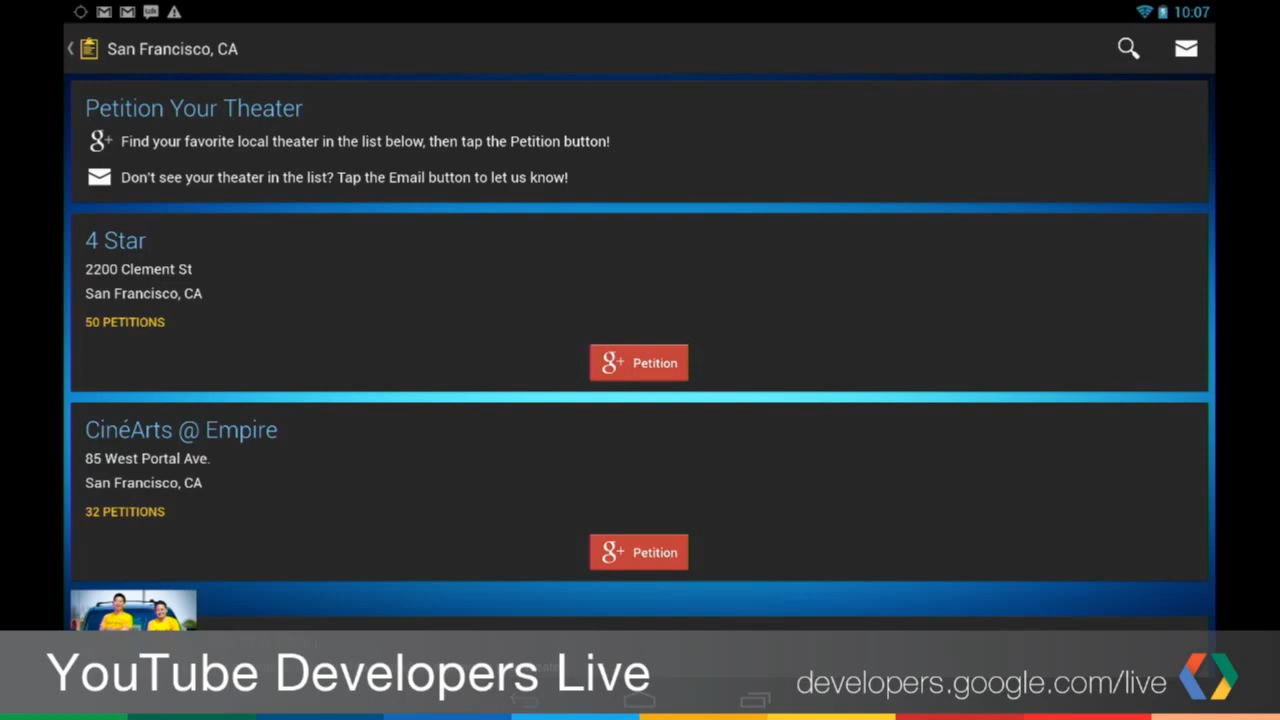 10:07
San Francisco, CA
Petition Your Theater
g+ Find your favorite local theater in the list below, then tap the Petition button!
Don't see your theater in the list? Tap the Email button to let us know!
4 Star
2200 Clement St
San Francisco, CA
50 PETITIONS
g+ Petition
CinéArts @ Empire
85 West Portal Ave.
San Francisco, CA
32 PETITIONS
g+ Petition
YouTube Developers Live
developers.google.com/live